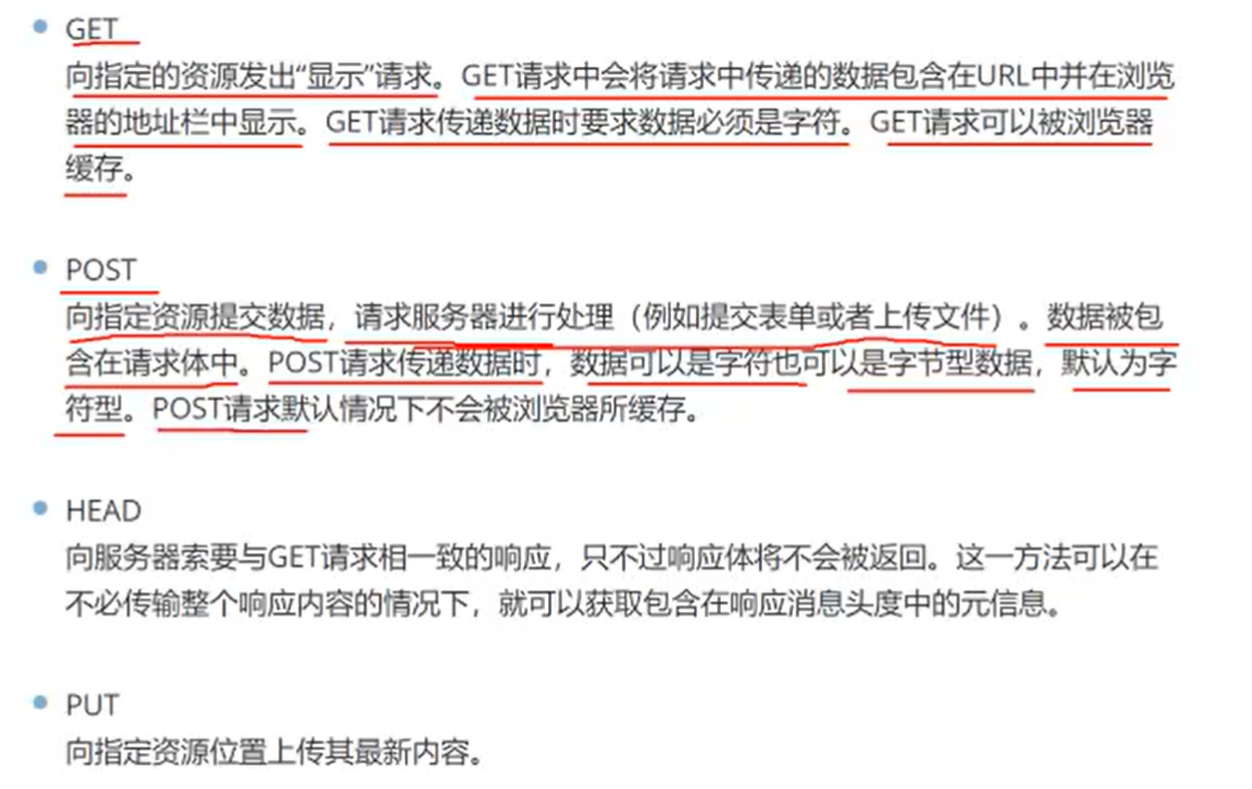 GET
向指定的资源发出“显示”请求。GET请求中会将请求中传递的数据包含在URL中并在浏览
器的地址栏中显示。GET请求传递数据时要求数据必须是字符。GET请求可以被浏览器
缓存。
POST
向指定资源提交数据，请求服务器进行处理（例如提交表单或者上传文件）。数据被包
含在请求体中。POST请求传递数据时，数据可以是字符也可以是字节型数据，默认为字
符型。POST请求默认情况下不会被浏览器所缓存。
HEAD
向服务器索要与GET请求相一致的响应，只不过响应体将不会被返回。这一方法可以在
不必传输整个响应内容的情况下，就可以获取包含在响应消息头度中的元信息。
PUT
向指定资源位置上传其最新内容。